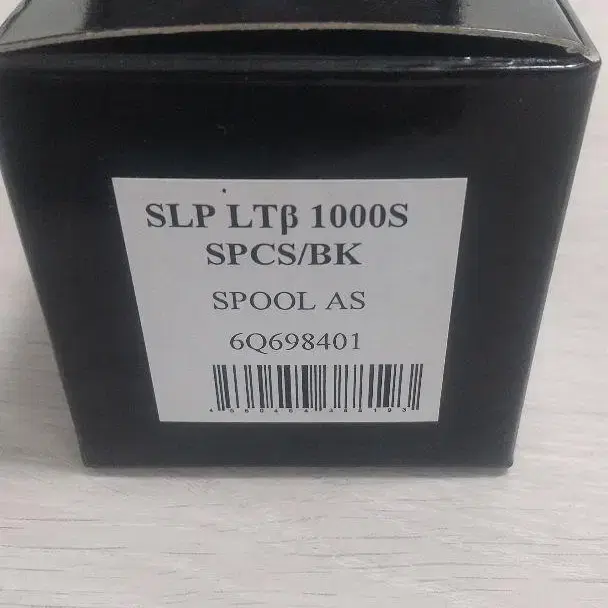 SLP LTβ 1000S
SPCS/BK
SPOOL AS
6Q698401